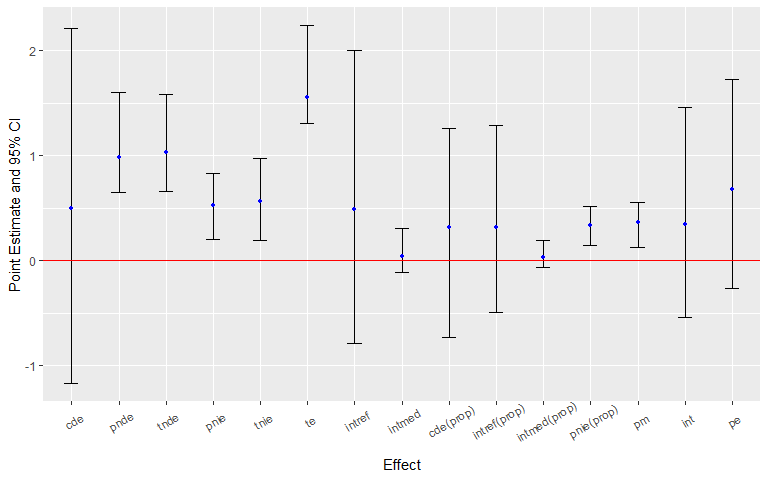 Point Estimate and 95% CI
2
1
0
-1
cde
pnde
tnde
pnie
tnie
te
intref
intmed
cde(prop)
intref(prop)
intmed(prop)
pnie(prop)
pm
int
pe
Effect